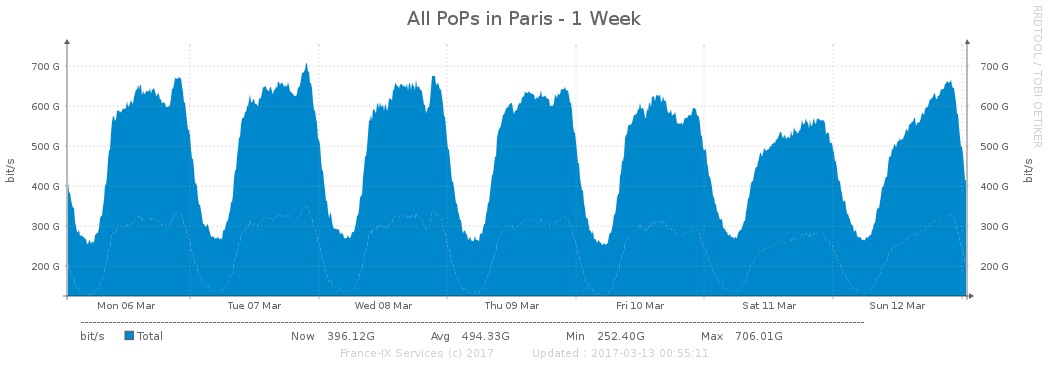 All PoPs in Paris - 1 Week
RRDTOOL / TOBI OETIKER
bit/s
700 G
600 G
500 G
400 G
300 G
200 G
700 G
600 G
500 G
400 G
300 G
200 G
bit/s
Mon 06 Mar Tue 07 Mar Wed 08 Mar Thu 09 Mar Fri 10 Mar Sat 11 Mar Sun 12 Mar
bit/s Total Now 396.12G Avg 494.33G Min 252.40G Max 706.01G
France-IX Services (c) 2017 Updated : 2017-03-13 00:55:11